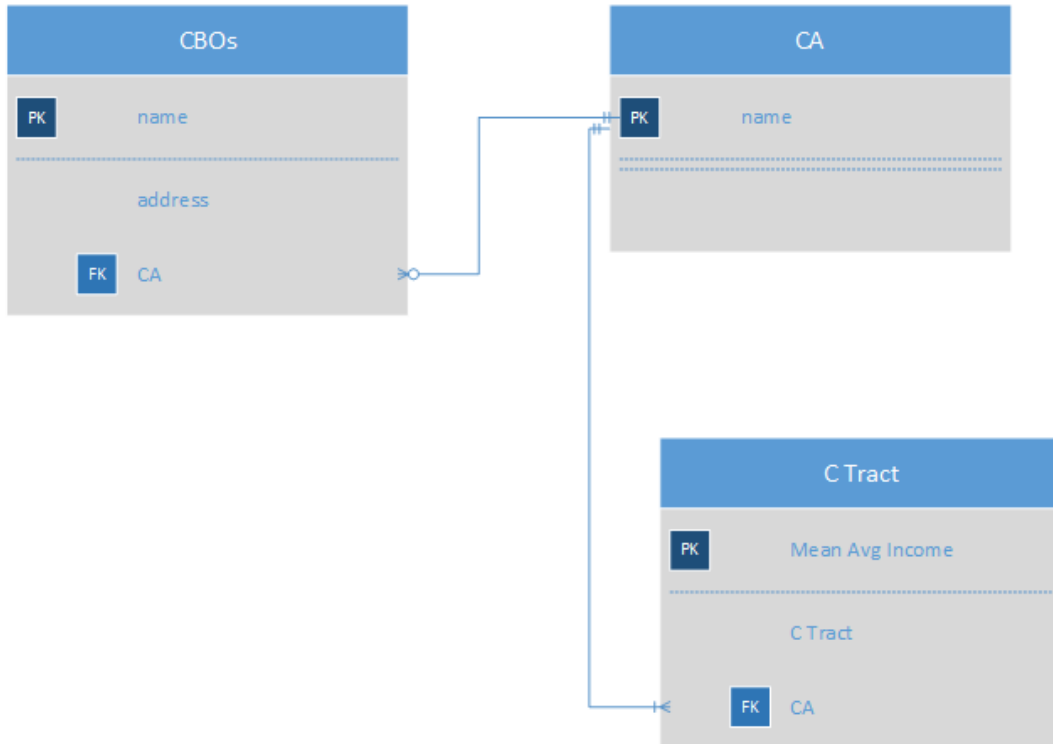 CBOs
PK name
address
FK CA
CA
PK name
C Tract
PK Mean Avg Income
C Tract
FK CA